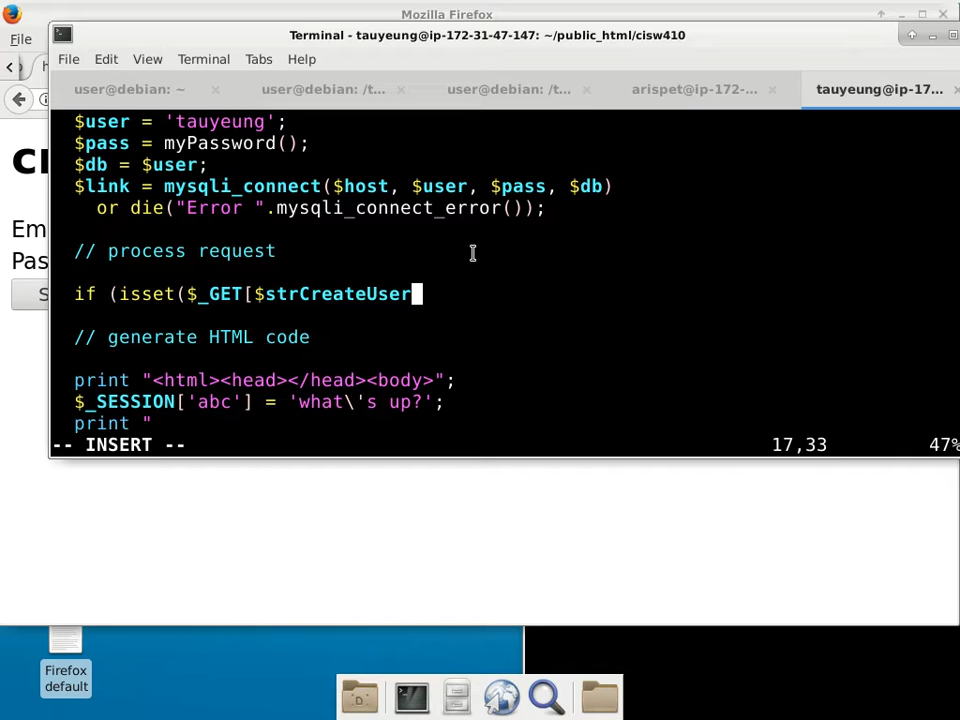 Mozilla Firefox
File
Terminal - tauyeung@ip-172-31-47-147: ~/public_html/cisw410
File Edit View Terminal Tabs Help
user@debian: ~
user@debian: /t...
user@debian: /t...
arispet@ip-172-...
tauyeung@ip-17...
$user = 'tauyeung';
$pass = myPassword();
$db = $user;
$link = mysqli_connect($host, $user, $pass, $db)
or die("Error ".mysqli_connect_error());
// process request
if (isset($_GET[$strCreateUser
// generate HTML code
print "<html><head></head><body>";
$_SESSION['abc'] = 'what\'s up?';
print "
-- INSERT --
17,33
47%
Em
Pas
S
Firefox
default